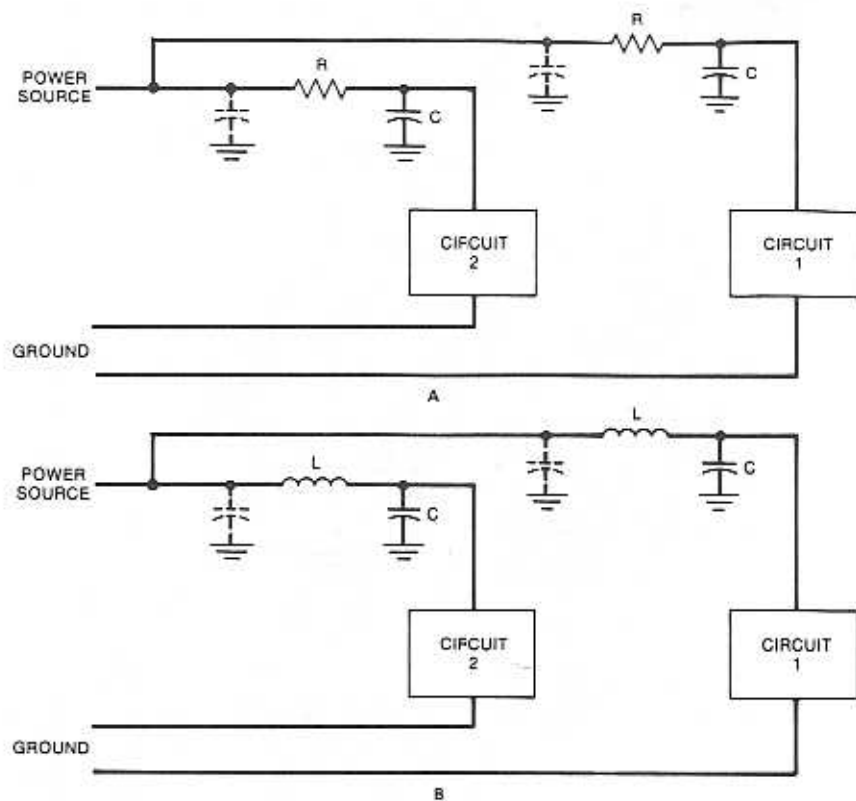 R
R
POWER
SOURCE
C
C
CIFCUIT
2
CIRCUIT
1
GROUND
A
L
L
POWER
SOURCE
C
C
CIFCUIT
2
CIRCUIT
1
GROUND
B